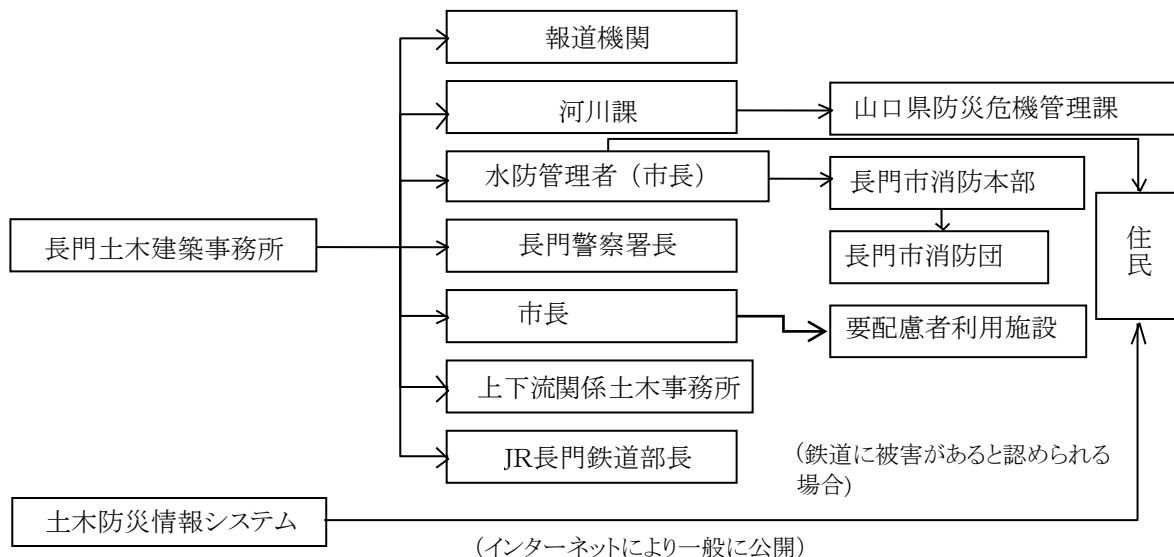 報道機関
河川課
山口県防災危機管理課
水防管理者（市長）
長門市消防本部
長門土木建築事務所
長門警察署長
長門市消防団
住民
市長
要配慮者利用施設
上下流関係土木事務所
JR長門鉄道部長
(鉄道に被害があると認められる
場合)
土木防災情報システム
(インターネットにより一般に公開)